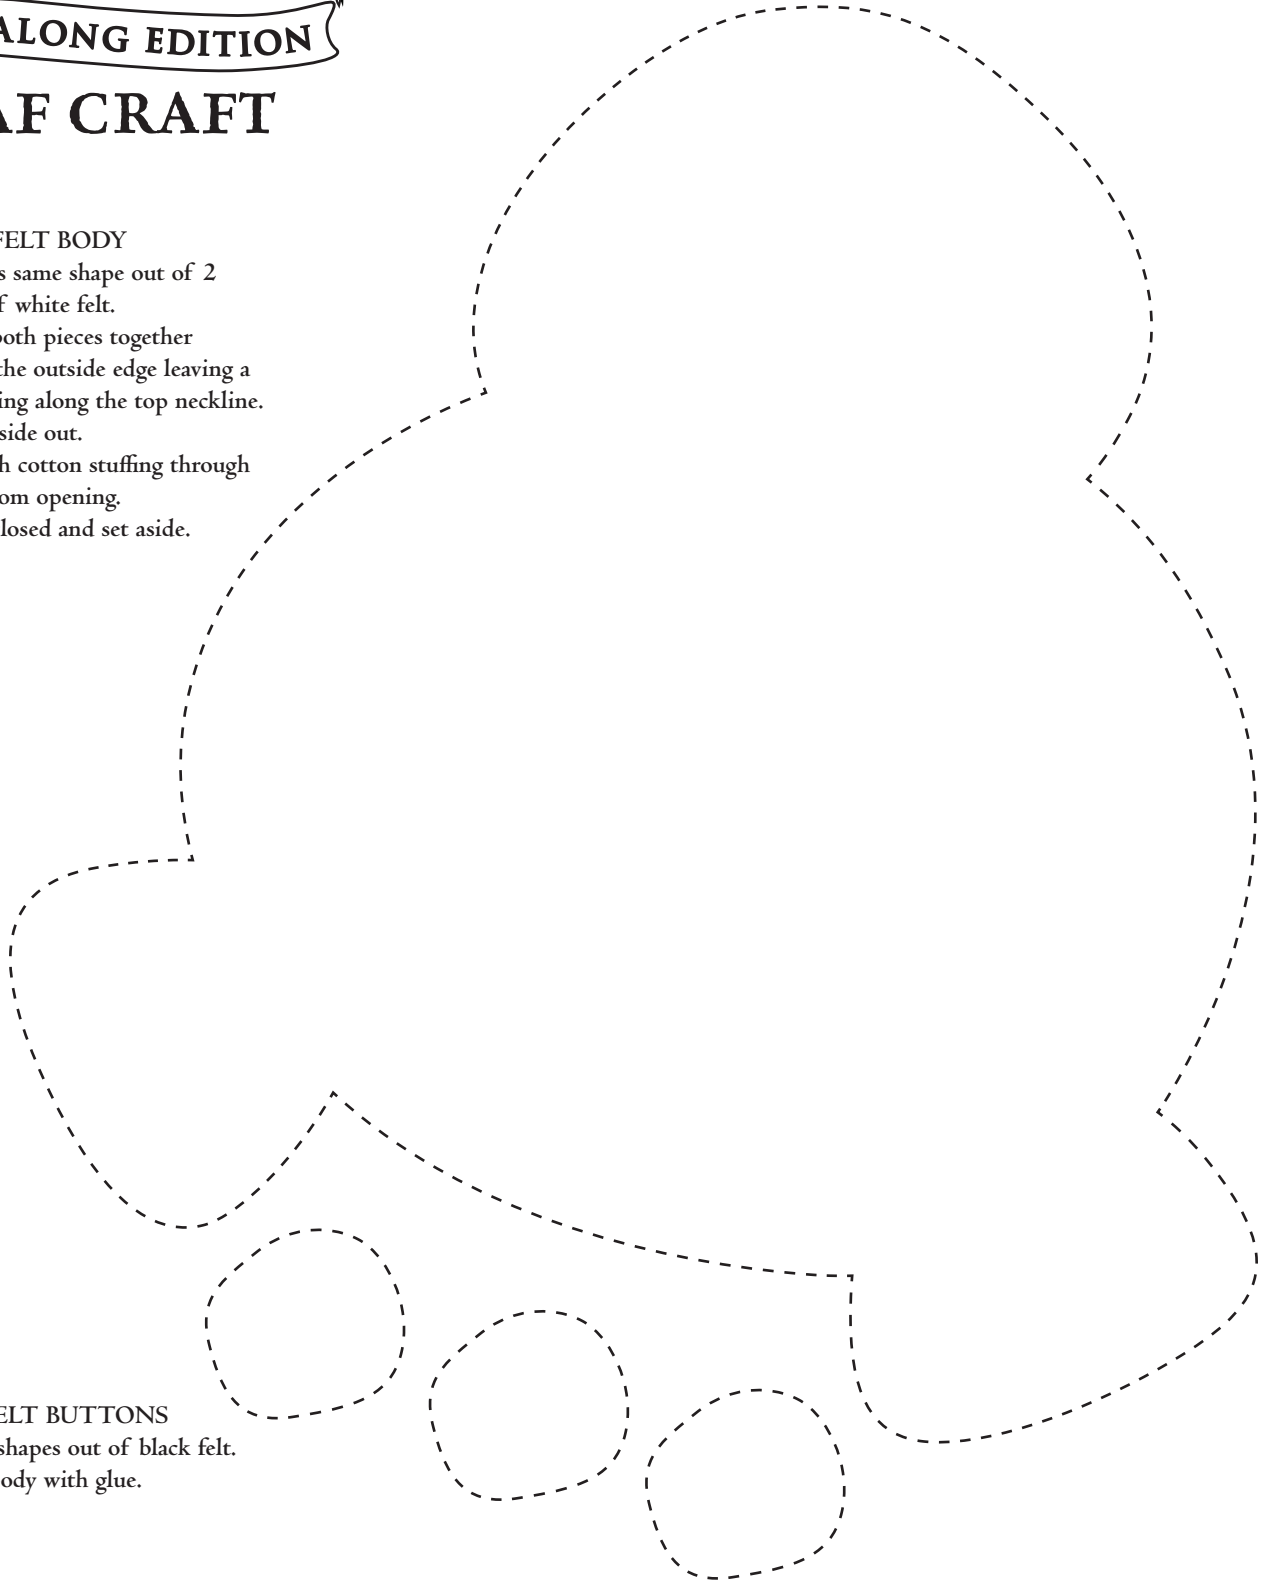 ALONG EDITION
AF CRAFT
FELT BODY
s same shape out of 2
f white felt.
both pieces together
the outside edge leaving a
ing along the top neckline.
side out.
h cotton stuffing through
om opening.
losed and set aside.
ELT BUTTONS
shapes out of black felt.
ody with glue.